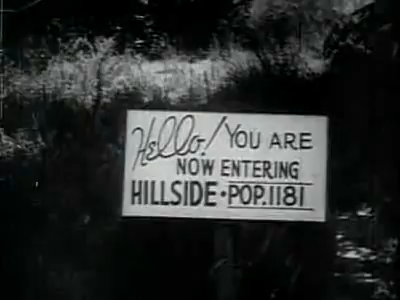 Hello! YOU ARE
NOW ENTERING
HILLSIDE · POP. 1181